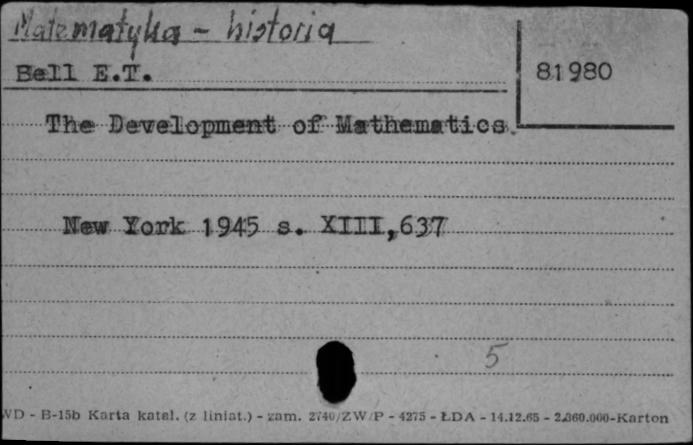 Matematyka - historia
Bell E.T.
81980
The Development of Mathematics.
New York 1945 s. XIII,637
5
WD - B-15b Karta katal. (z liniat.) - zam. 2740/ZW/P - 4275 - ŁDA - 14.12.65 - 2.360.000-Karton